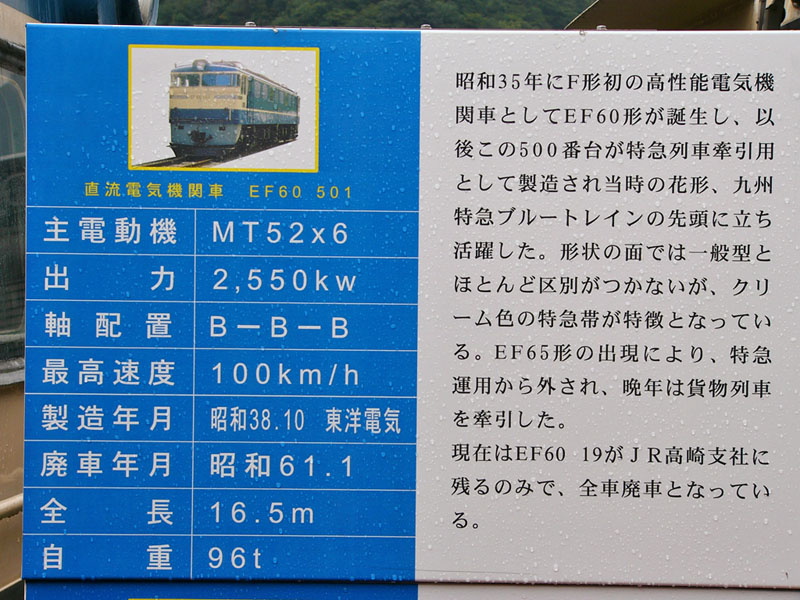 直流電気機関車 EF60 501
主電動機 MT52x6
出力 2,550kw
軸配置 B－B－B
最高速度 100km/h
製造年月 昭和38.10 東洋電気
廃車年月 昭和61.1
全長 16.5m
自重 96t
昭和35年にF形初の高性能電気機
関車としてEF60形が誕生し、以
後この500番台が特急列車牽引用
として製造され当時の花形、九州
特急ブルートレインの先頭に立ち
活躍した。形状の面では一般型と
ほとんど区別がつかないが、クリ
ーム色の特急帯が特徴となってい
る。EF65形の出現により、特急
運用から外され、晩年は貨物列車
を牽引した。
現在はEF60 19がJR高崎支社に
残るのみで、全車廃車となってい
る。